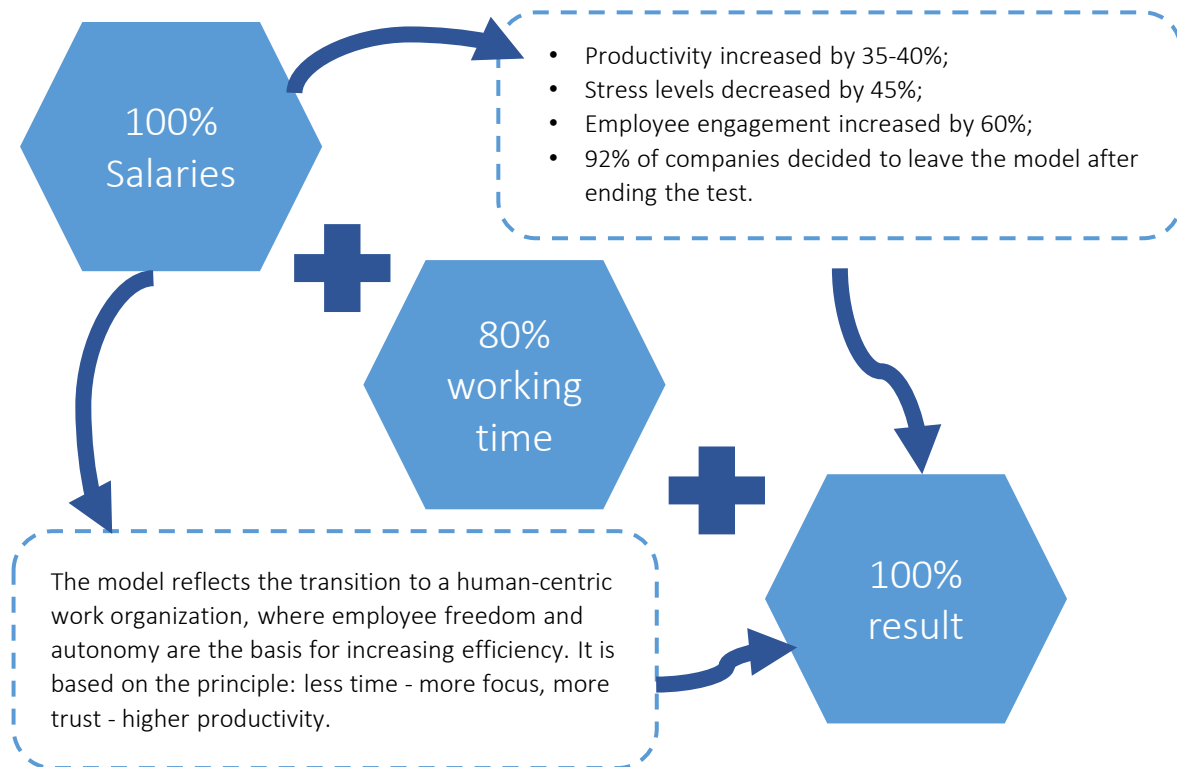 100%
Salaries
• Productivity increased by 35-40%;
• Stress levels decreased by 45%;
• Employee engagement increased by 60%;
• 92% of companies decided to leave the model after
ending the test.
80%
working
time
The model reflects the transition to a human-centric
work organization, where employee freedom and
autonomy are the basis for increasing efficiency. It is
based on the principle: less time - more focus, more
trust - higher productivity.
100%
result